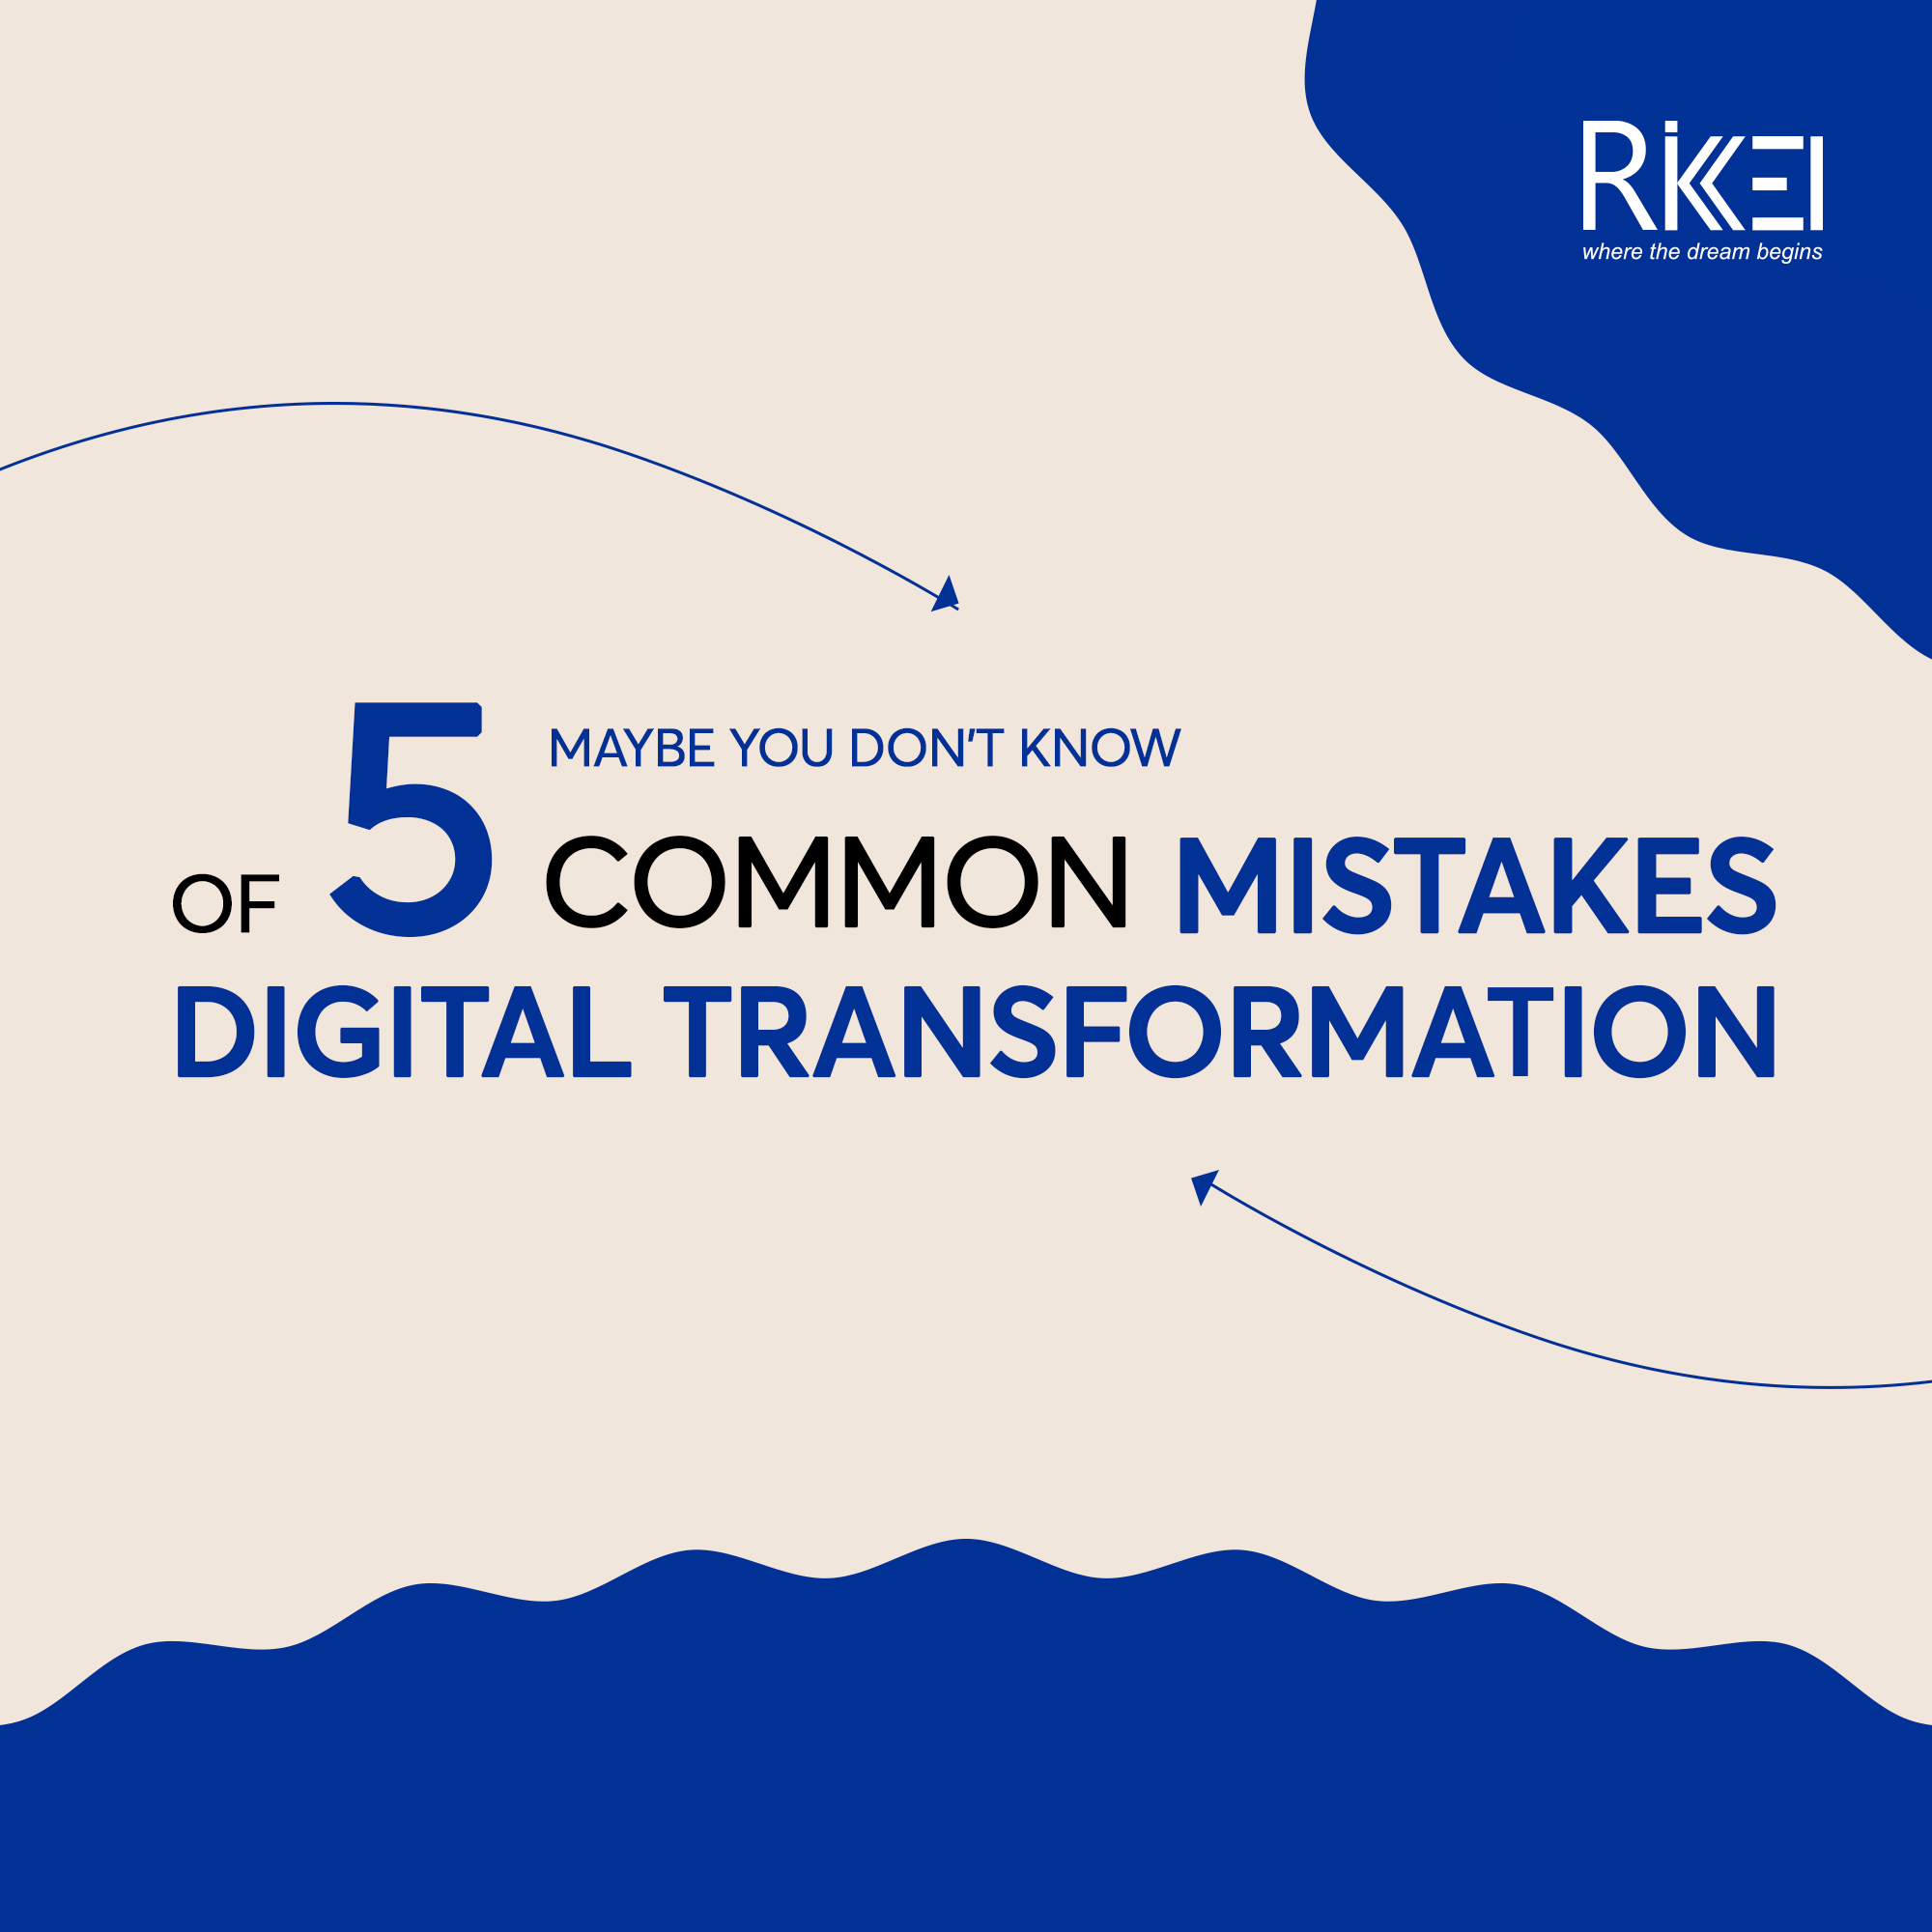 RIKKEI
where the dream begins
MAYBE YOU DON'T KNOW
OF 5 COMMON MISTAKES
DIGITAL TRANSFORMATION